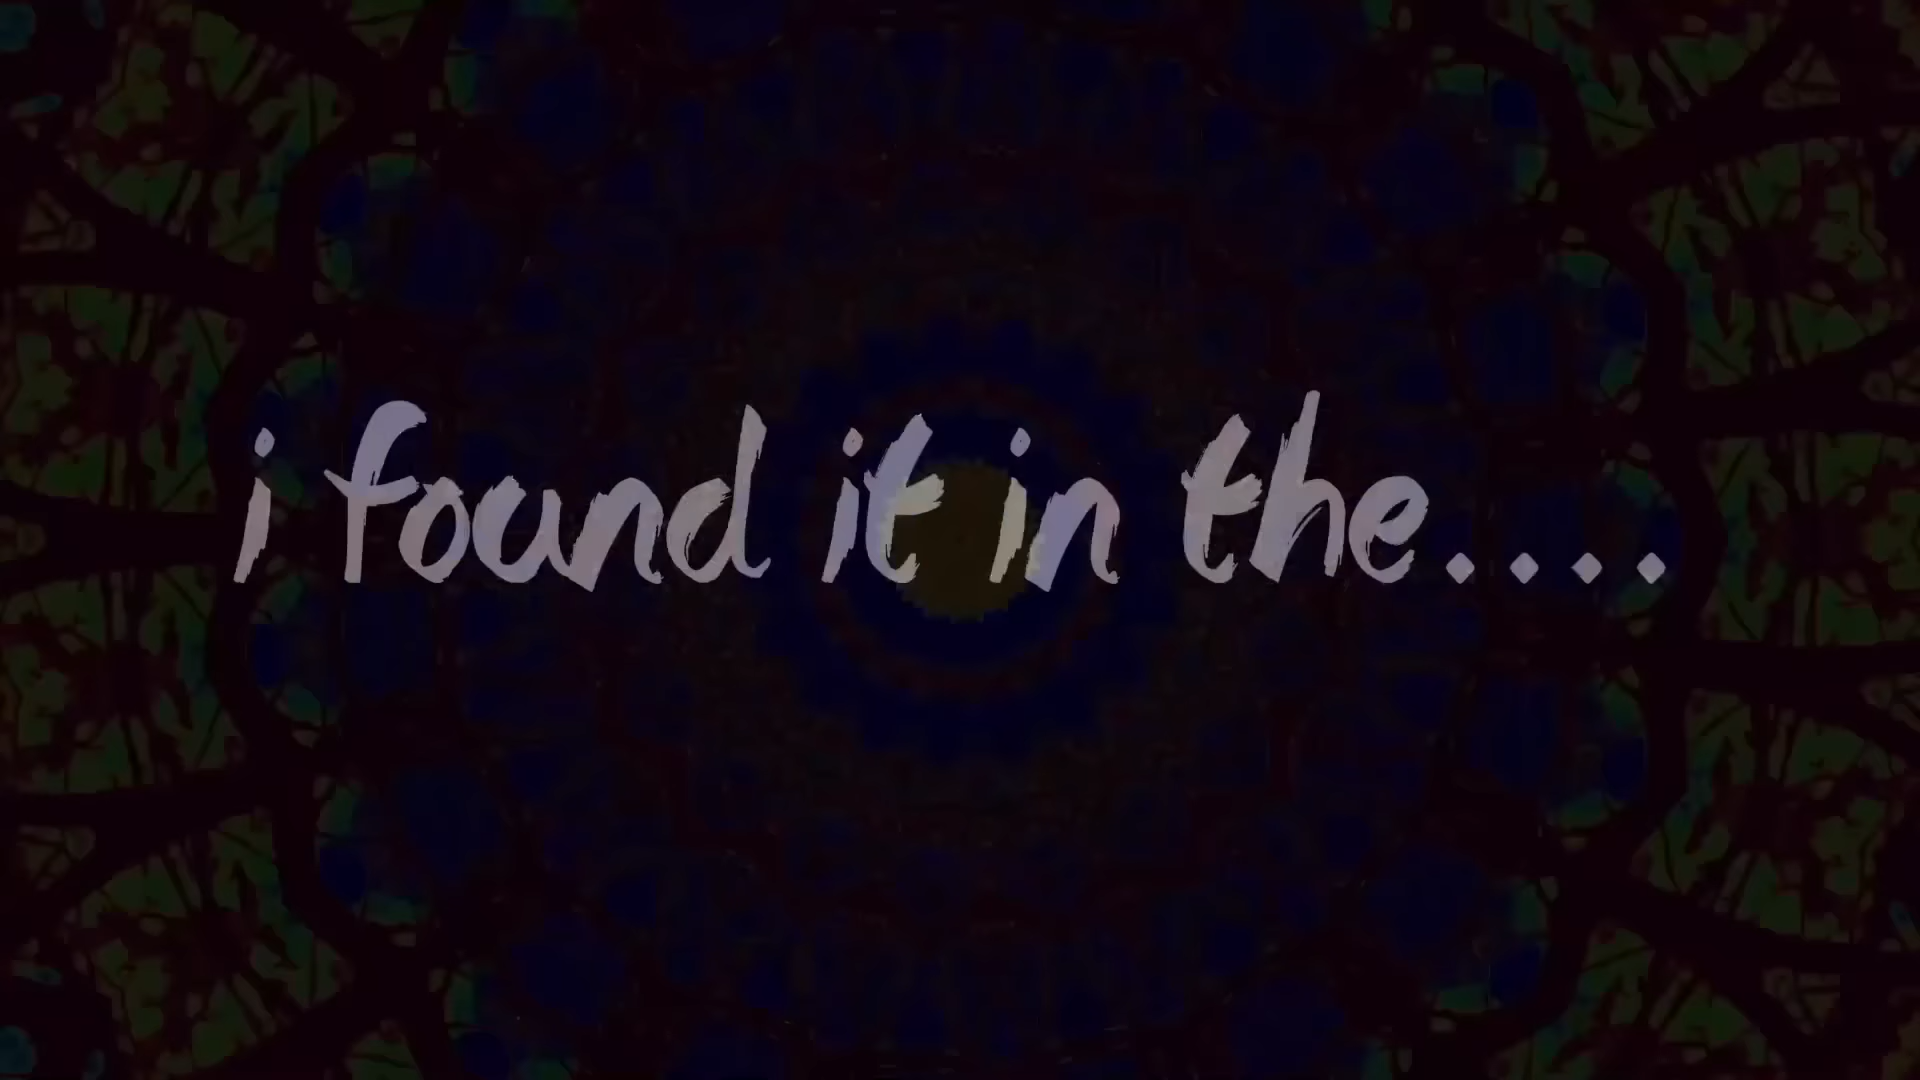 i found it in the....